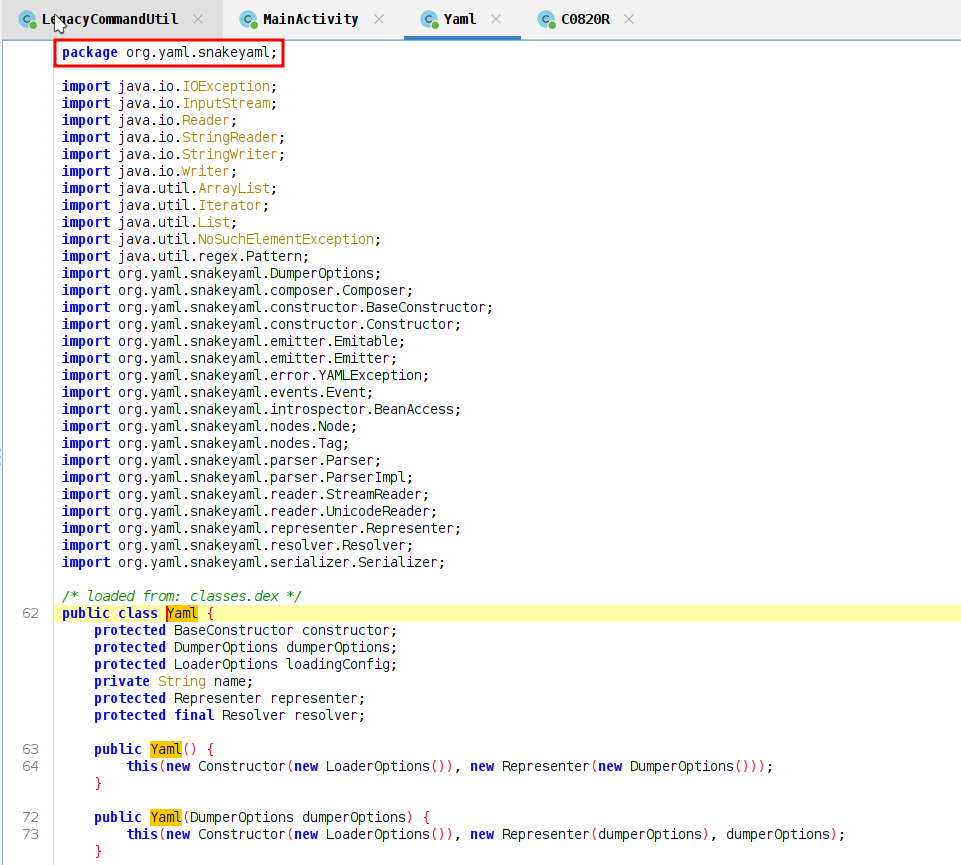 LegacyCommandUtil MainActivity Yaml C0820R
package org.yaml.snakeyaml;
import java.io.IOException;
import java.io.InputStream;
import java.io.Reader;
import java.io.StringReader;
import java.io.StringWriter;
import java.io.Writer;
import java.util.ArrayList;
import java.util.Iterator;
import java.util.List;
import java.util.NoSuchElementException;
import java.util.regex.Pattern;
import org.yaml.snakeyaml.DumperOptions;
import org.yaml.snakeyaml.composer.Composer;
import org.yaml.snakeyaml.constructor.BaseConstructor;
import org.yaml.snakeyaml.constructor.Constructor;
import org.yaml.snakeyaml.emitter.Emitable;
import org.yaml.snakeyaml.emitter.Emitter;
import org.yaml.snakeyaml.error.YAMLException;
import org.yaml.snakeyaml.events.Event;
import org.yaml.snakeyaml.introspector.BeanAccess;
import org.yaml.snakeyaml.nodes.Node;
import org.yaml.snakeyaml.nodes.Tag;
import org.yaml.snakeyaml.parser.Parser;
import org.yaml.snakeyaml.parser.ParserImpl;
import org.yaml.snakeyaml.reader.StreamReader;
import org.yaml.snakeyaml.reader.UnicodeReader;
import org.yaml.snakeyaml.representer.Representer;
import org.yaml.snakeyaml.resolver.Resolver;
import org.yaml.snakeyaml.serializer.Serializer;
/* loaded from: classes.dex */
62 public class Yaml {
protected BaseConstructor constructor;
protected DumperOptions dumperOptions;
protected LoaderOptions loadingConfig;
private String name;
protected Representer representer;
protected final Resolver resolver;
63 public Yaml() {
64 this(new Constructor(new LoaderOptions()), new Representer(new DumperOptions()));
}
72 public Yaml(DumperOptions dumperOptions) {
73 this(new Constructor(new LoaderOptions()), new Representer(dumperOptions), dumperOptions);
}